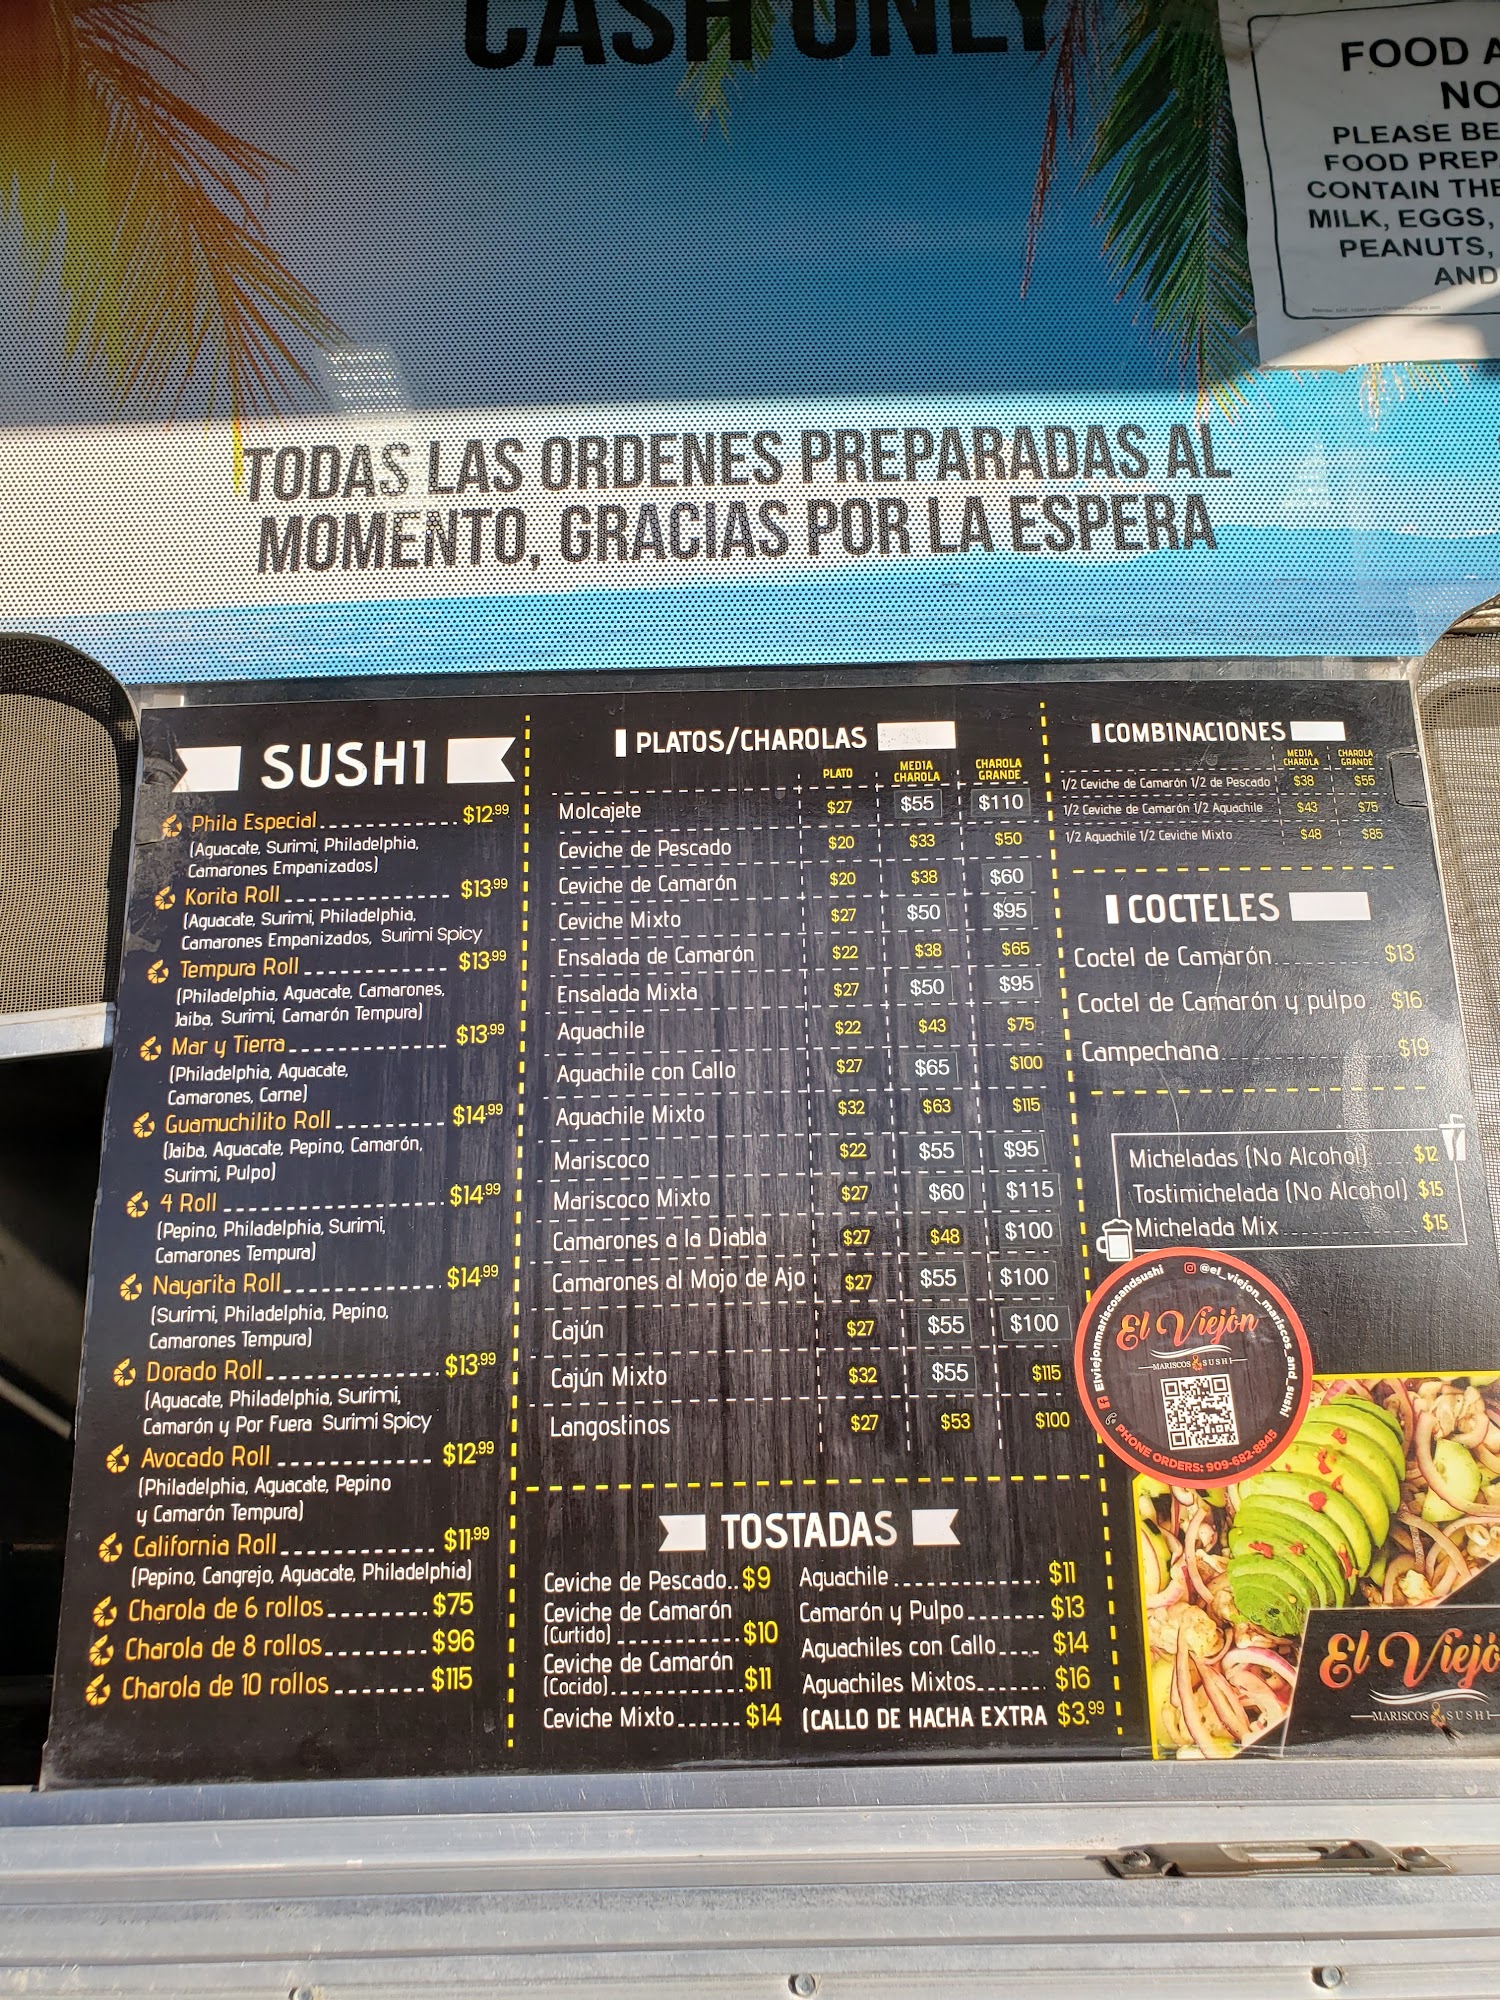 CASH ONLY
FOOD
NO
PLEASE BE
FOOD PREP
CONTAIN THE
MILK, EGGS,
PEANUTS,
AND
TODAS LAS ORDENES PREPARADAS AL
MOMENTO, GRACIAS POR LA ESPERA
SUSHI
Phila Especial $12.99
(Aguacate, Surimi, Philadelphia,
Camarones Empanizados)
Korita Roll $13.99
(Aguacate, Surimi, Philadelphia,
Camarones Empanizados, Surimi Spicy
Tempura Roll $13.99
(Philadelphia, Aguacate, Camarones,
Jaiba, Surimi, Camarón Tempura)
Mar y Tierra $13.99
(Philadelphia, Aguacate,
Camarones, Carne)
Guamuchilito Roll $14.99
(Jaiba, Aguacate, Pepino, Camarón,
Surimi, Pulpo)
4 Roll $14.99
(Pepino, Philadelphia, Surimi,
Camarones Tempura)
Nayarita Roll $14.99
(Surimi, Philadelphia, Pepino,
Camarones Tempura)
Dorado Roll $13.99
(Aguacate, Philadelphia, Surimi,
Camarón y Por Fuera Surimi Spicy
Avocado Roll $12.99
(Philadelphia, Aguacate, Pepino
y Camarón Tempura)
California Roll $11.99
(Pepino, Cangrejo, Aguacate, Philadelphia)
Charola de 6 rollos $75
Charola de 8 rollos $96
Charola de 10 rollos $115
PLATOS/CHAROLAS
PLATO MEDIA CHAROLA CHAROLA GRANDE
Molcajete $27 $55 $110
Ceviche de Pescado $20 $33 $50
Ceviche de Camarón $20 $38 $60
Ceviche Mixto $27 $50 $95
Ensalada de Camarón $22 $38 $65
Ensalada Mixta $27 $50 $95
Aguachile $22 $43 $75
Aguachile con Callo $27 $65 $100
Aguachile Mixto $32 $63 $115
Mariscoco $22 $55 $95
Mariscoco Mixto $27 $60 $115
Camarones a la Diabla $27 $48 $100
Camarones al Mojo de Ajo $27 $55 $100
Cajún $27 $55 $100
Cajún Mixto $32 $55 $115
Langostinos $27 $53 $100
TOSTADAS
Ceviche de Pescado.. $9
Ceviche de Camarón
(Curtido) $10
Ceviche de Camarón
(Cocido) $11
Ceviche Mixto $14
Aguachile $11
Camarón y Pulpo $13
Aguachiles con Callo $14
Aguachiles Mixtos $16
(CALLO DE HACHA EXTRA $3.99
COMBINACIONES
MEDIA CHAROLA CHAROLA GRANDE
1/2 Ceviche de Camarón 1/2 de Pescado $38 $55
1/2 Ceviche de Camarón 1/2 Aguachile $43 $75
1/2 Aguachile 1/2 Ceviche Mixto $48 $85
COCTELES
Coctel de Camarón $13
Coctel de Camarón y pulpo $16
Campechana $19
Micheladas (No Alcohol) $12
Tostimichelada (No Alcohol) $15
Michelada Mix $15
Elviejonmariscosandsushi
@el_viejon_mariscos_and_sushi
El Viejón
MARISCOS & SUSHI
PHONE ORDERS: 909-682-8845
El Viejó
MARISCOS & SUSHI